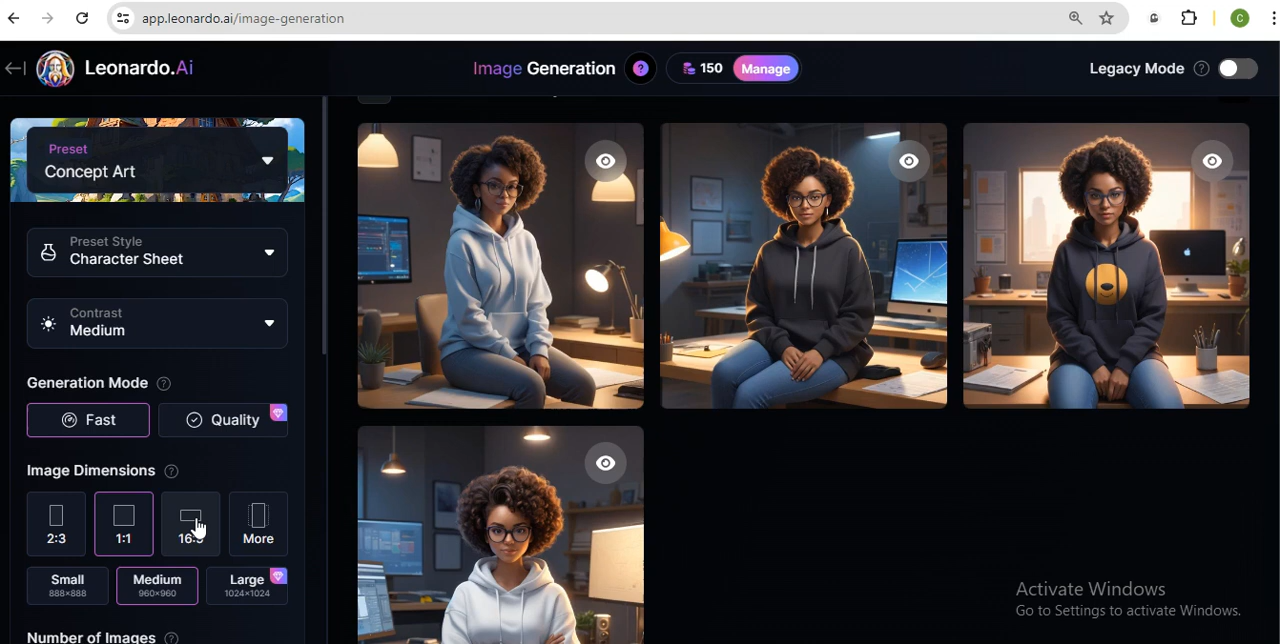 app.leonardo.ai/image-generation
C
Leonardo.Ai
Image Generation
?
150
Manage
Legacy Mode ?
Preset
Concept Art
Preset Style
Character Sheet
Contrast
Medium
Generation Mode ?
Fast
Quality
Image Dimensions ?
2:3
1:1
More
Small
888×888
Medium
960×960
Large
1024×1024
Number of Images ?
Activate Windows
Go to Settings to activate Windows.